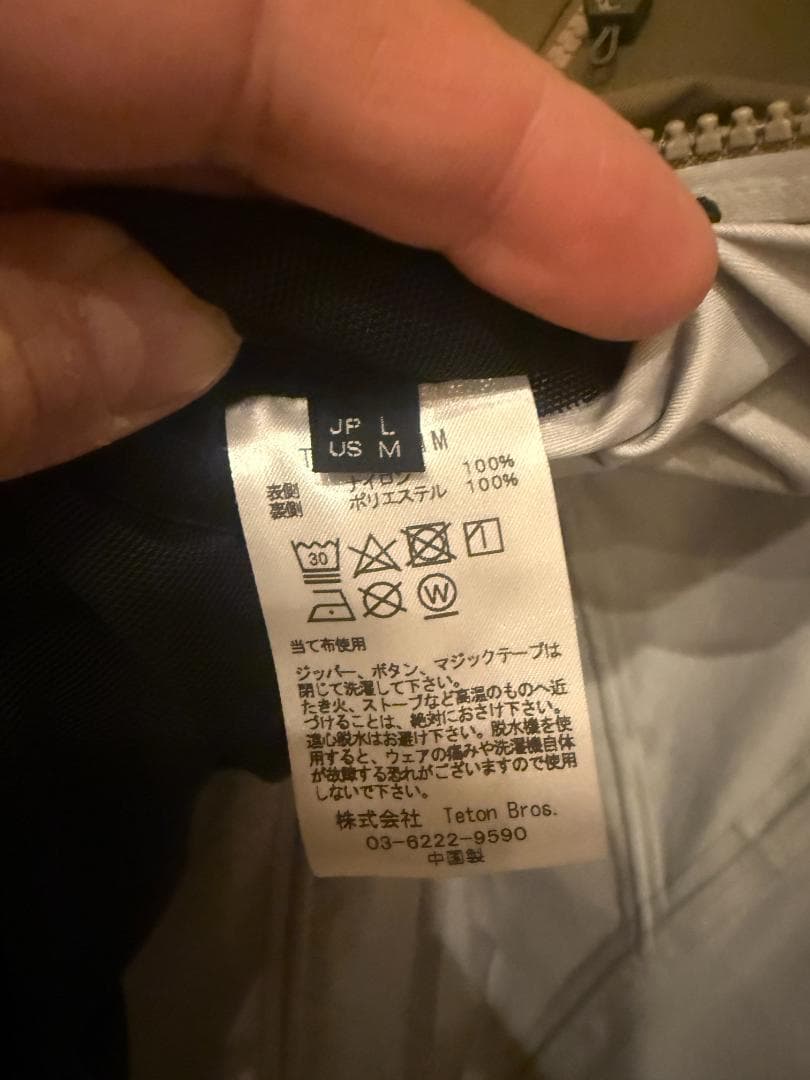 JP L
US M
表側 ナイロン 100%
裏側 ポリエステル 100%
30
W
当て布使用
ジッパー、ボタン、マジックテープは
閉じて洗濯して下さい。
たき火、ストーブなど高温のものへ近
づけることは、絶対におさけ下さい。
遠心脱水はお避け下さい。脱水機を使
用すると、ウェアの痛みや洗濯機自体
が故障する恐れがございますので使用
しないで下さい。
株式会社 Teton Bros.
03-6222-9590
中国製